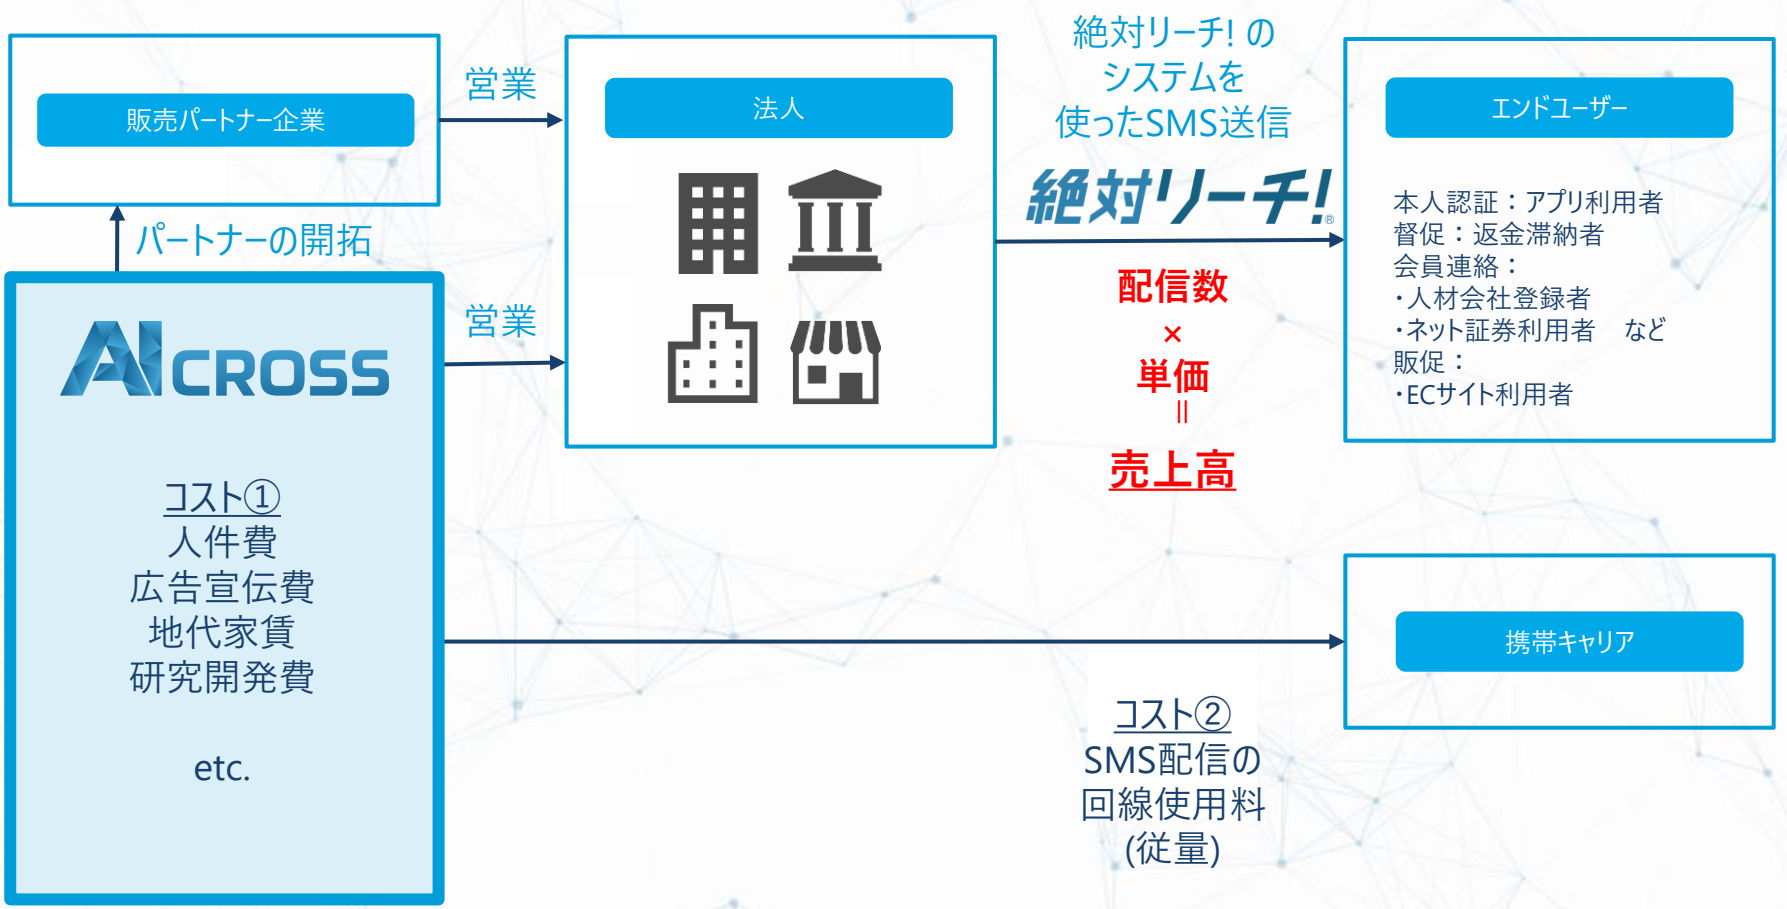 販売パートナー企業
営業
法人
絶対リーチ! の
システムを
使ったSMS送信
絶対リーチ!®
配信数
×
単価
=
売上高
エンドユーザー
本人認証：アプリ利用者
督促：返金滞納者
会員連絡：
・人材会社登録者
・ネット証券利用者　など
販促：
・ECサイト利用者
パートナーの開拓
営業
AI CROSS
コスト①
人件費
広告宣伝費
地代家賃
研究開発費
etc.
携帯キャリア
コスト②
SMS配信の
回線使用料
(従量)